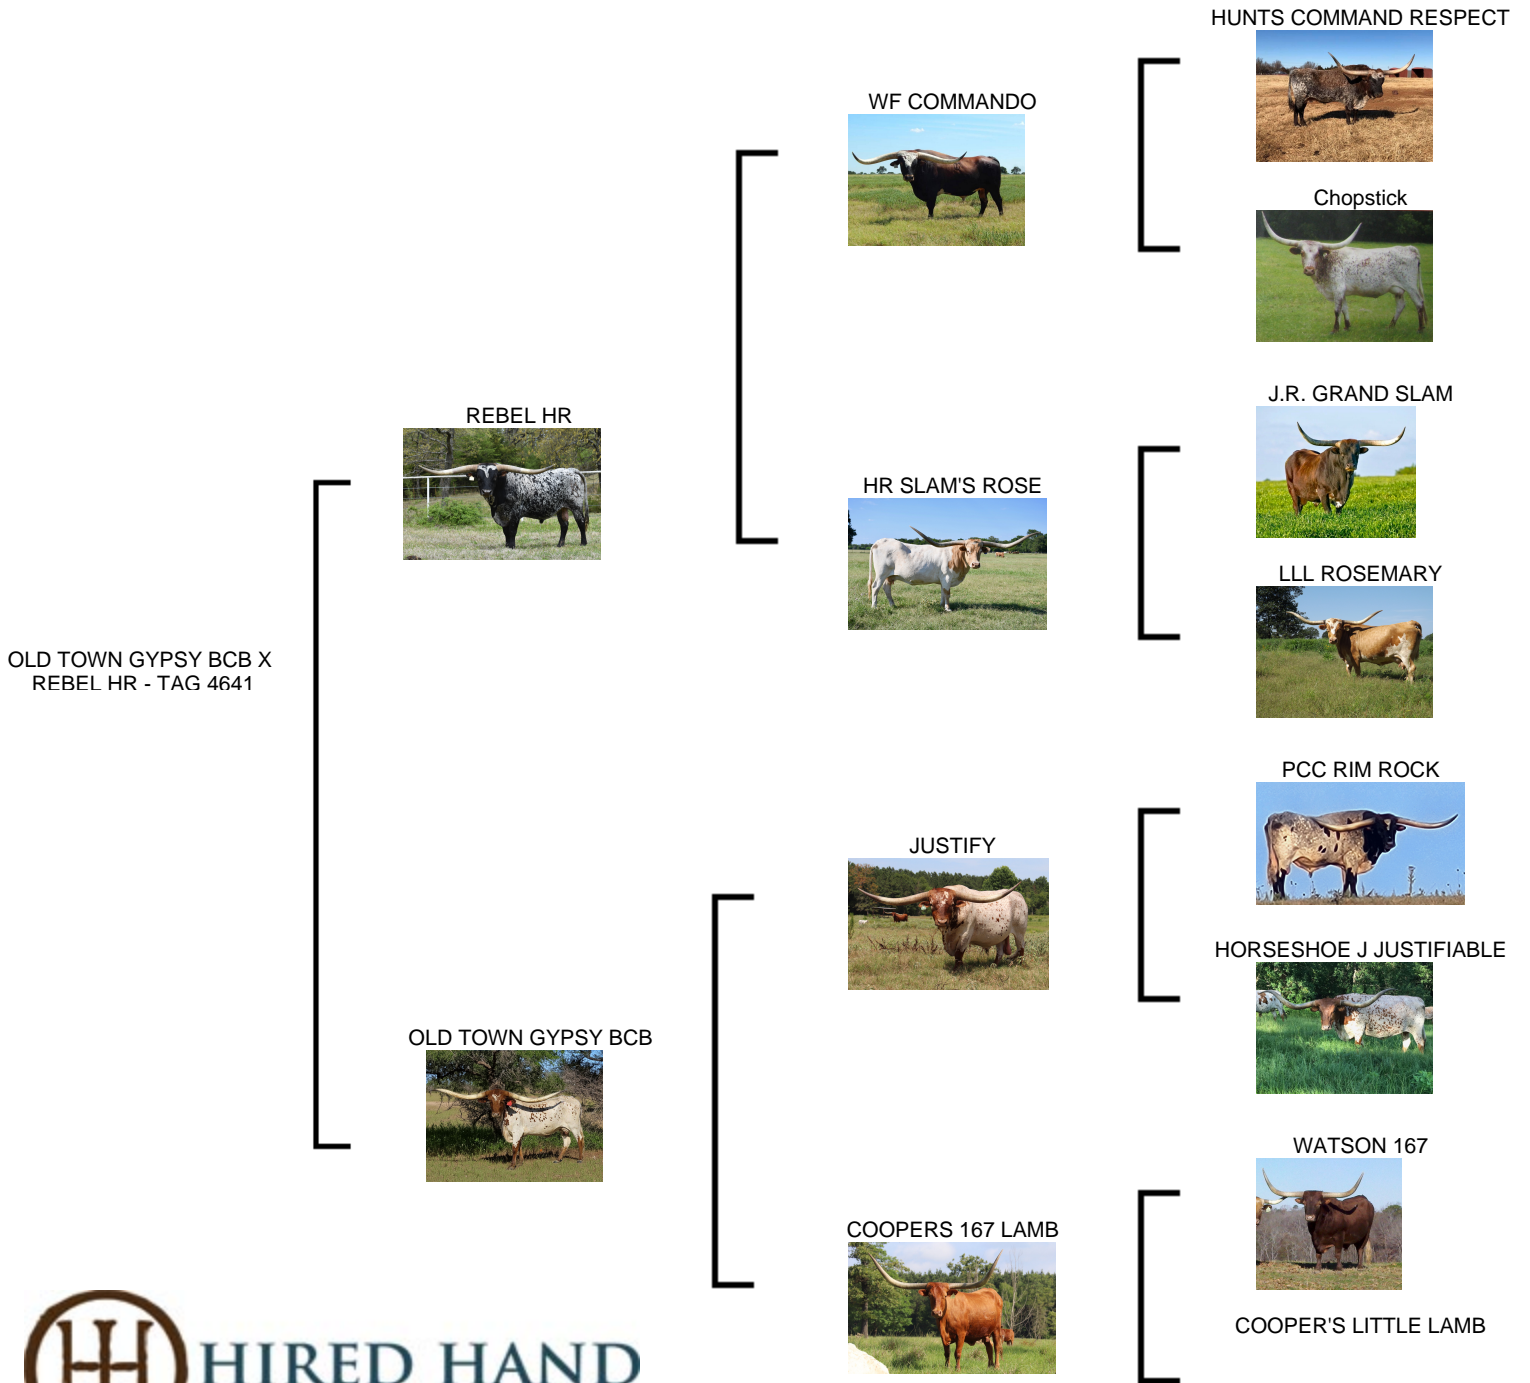 HUNTS COMMAND RESPECT
WF COMMANDO
Chopstick
J.R. GRAND SLAM
REBEL HR
HR SLAM'S ROSE
LLL ROSEMARY
OLD TOWN GYPSY BCB X
REBEL HR - TAG 4641
PCC RIM ROCK
JUSTIFY
HORSESHOE J JUSTIFIABLE
OLD TOWN GYPSY BCB
WATSON 167
COOPERS 167 LAMB
COOPER'S LITTLE LAMB
HIRED HAND